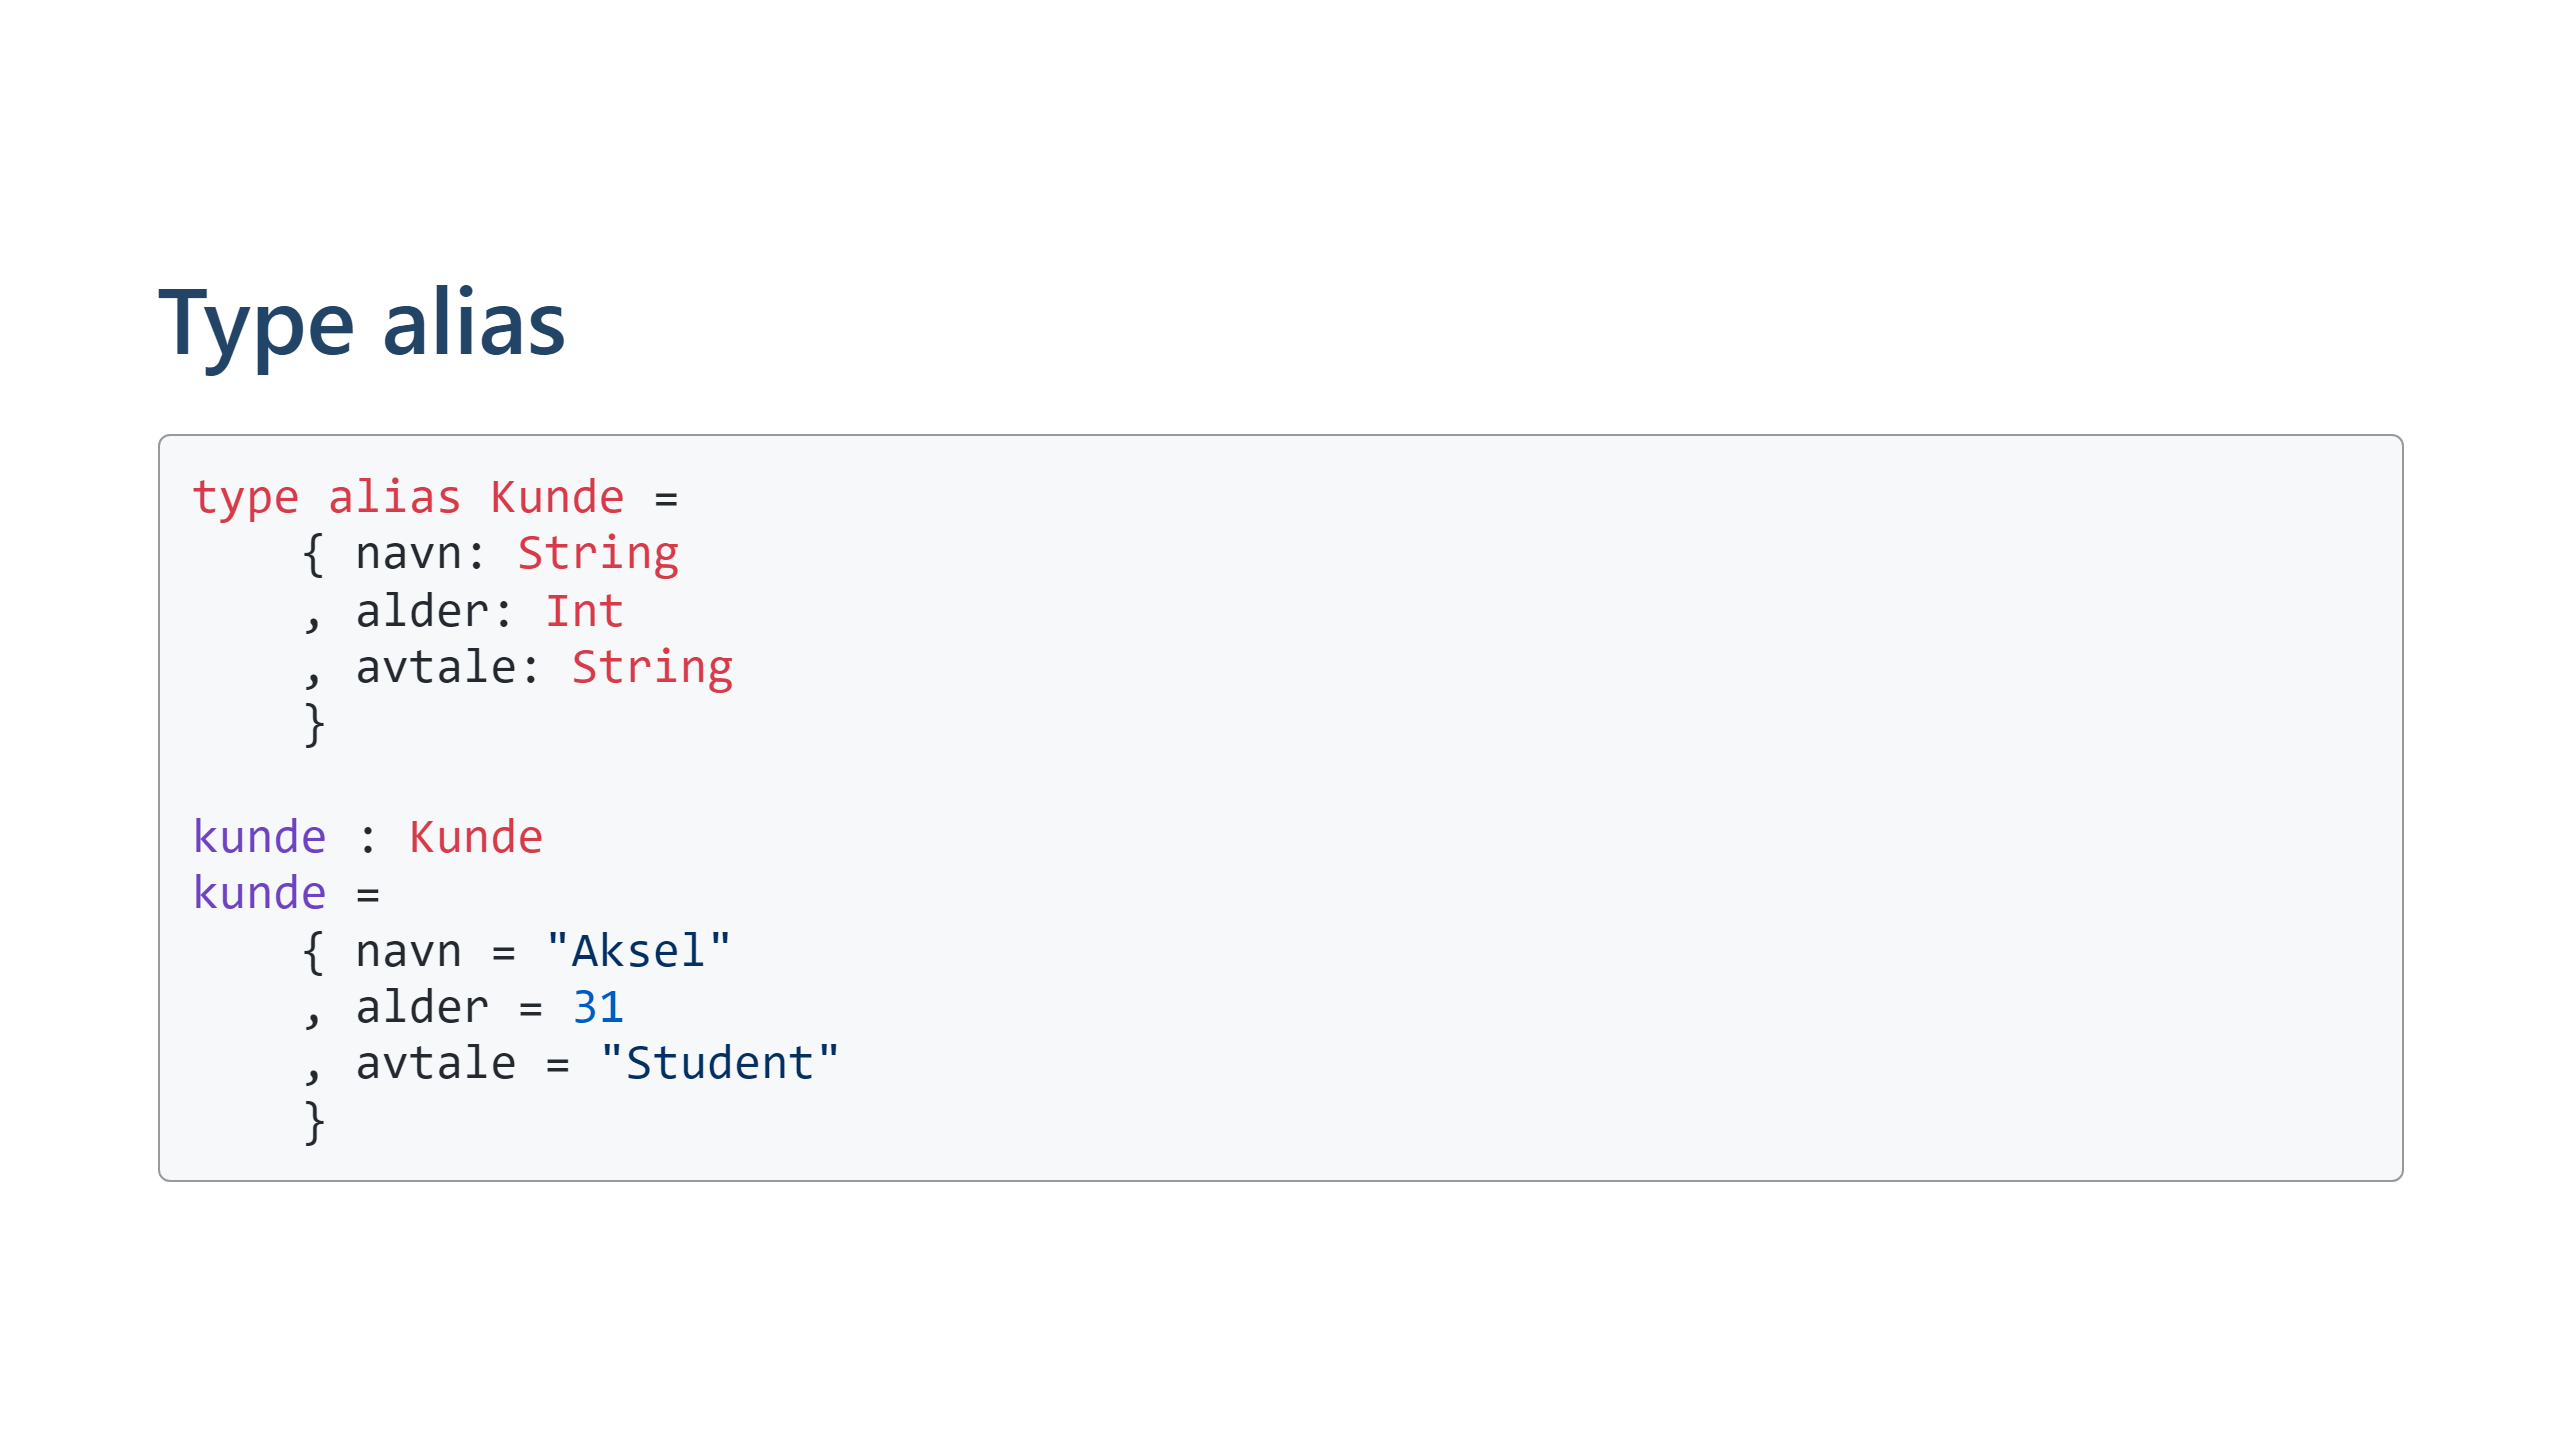 Type alias
type alias Kunde =
    { navn: String
    , alder: Int
    , avtale: String
    }

kunde : Kunde
kunde =
    { navn = "Aksel"
    , alder = 31
    , avtale = "Student"
    }